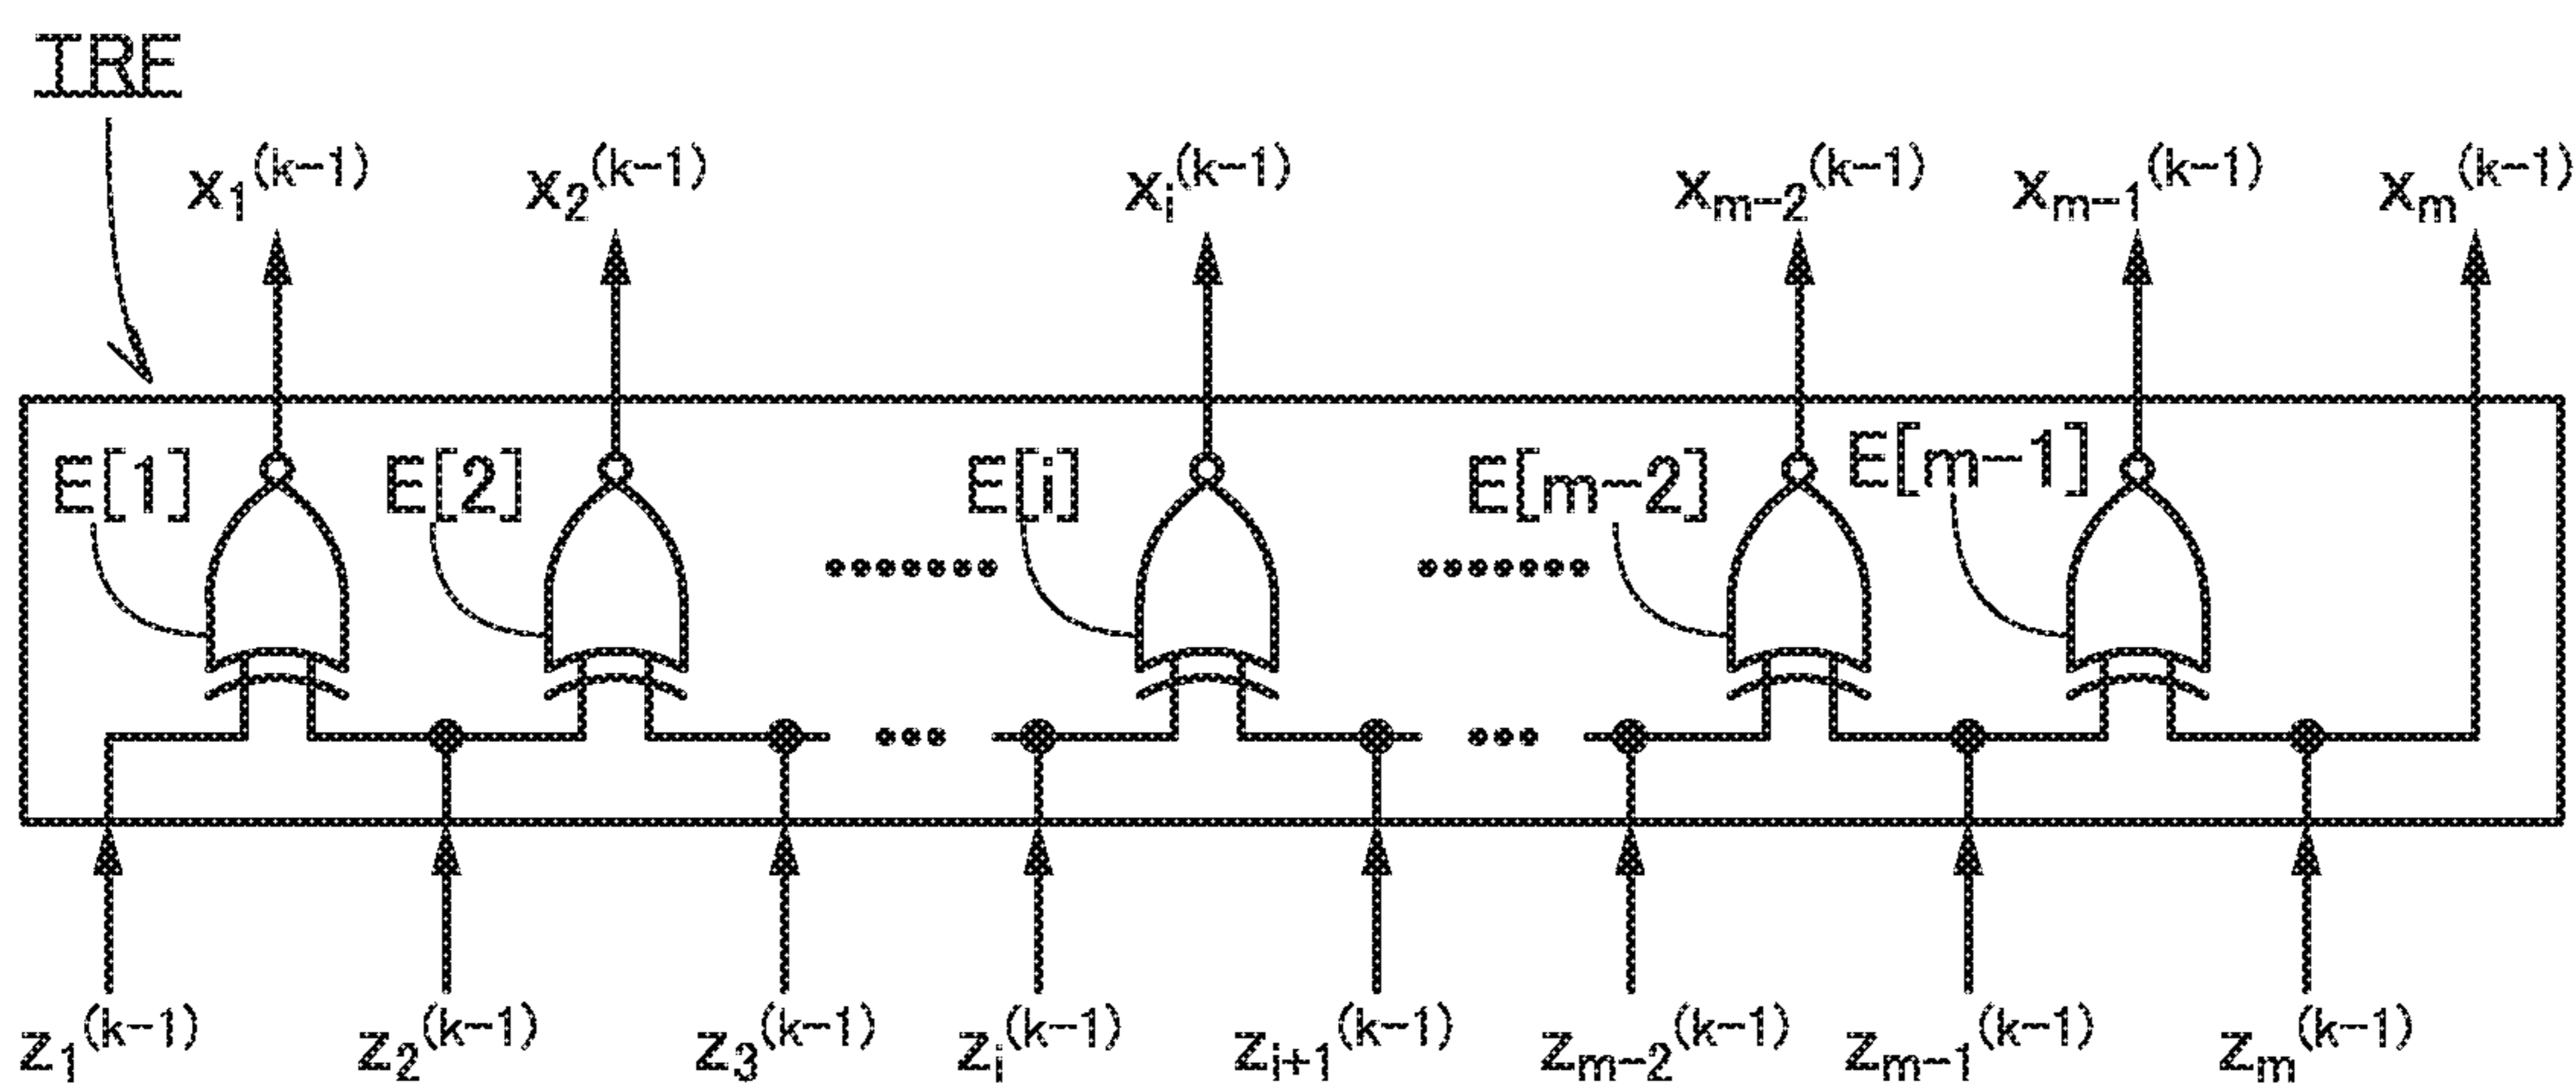 IRE
x₁⁽ᵏ⁻¹⁾ x₂⁽ᵏ⁻¹⁾ xᵢ⁽ᵏ⁻¹⁾ xₘ₋₂⁽ᵏ⁻¹⁾ xₘ₋₁⁽ᵏ⁻¹⁾ xₘ⁽ᵏ⁻¹⁾
E[1] E[2] E[i] E[m-2] E[m-1]
z₁⁽ᵏ⁻¹⁾ z₂⁽ᵏ⁻¹⁾ z₃⁽ᵏ⁻¹⁾ zᵢ⁽ᵏ⁻¹⁾ zᵢ₊₁⁽ᵏ⁻¹⁾ zₘ₋₂⁽ᵏ⁻¹⁾ zₘ₋₁⁽ᵏ⁻¹⁾ zₘ⁽ᵏ⁻¹⁾